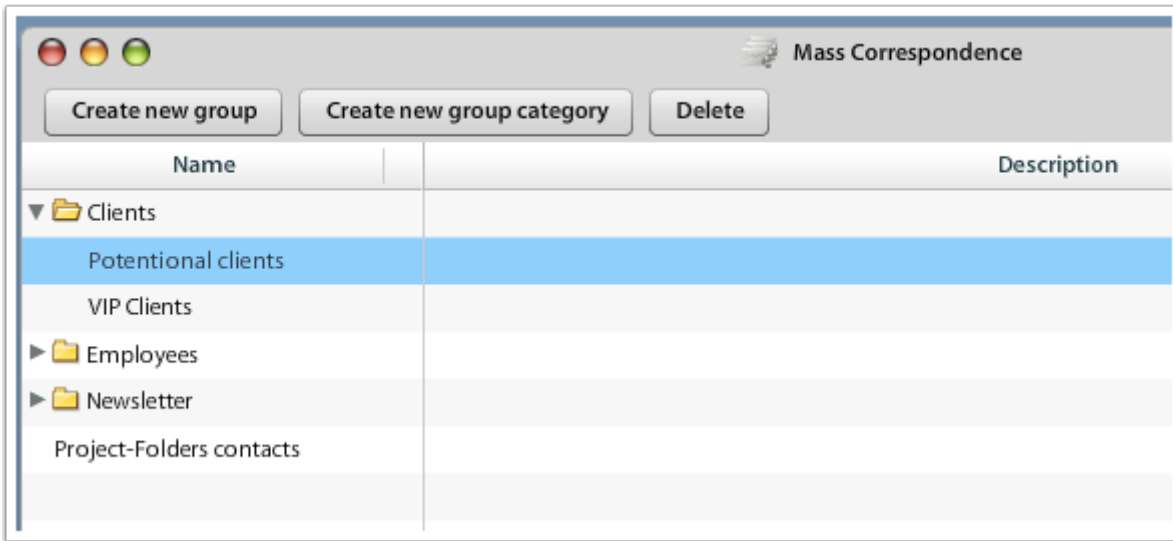 Mass Correspondence
Create new group Create new group category Delete
Name Description
Clients
Potentional clients
VIP Clients
Employees
Newsletter
Project-Folders contacts